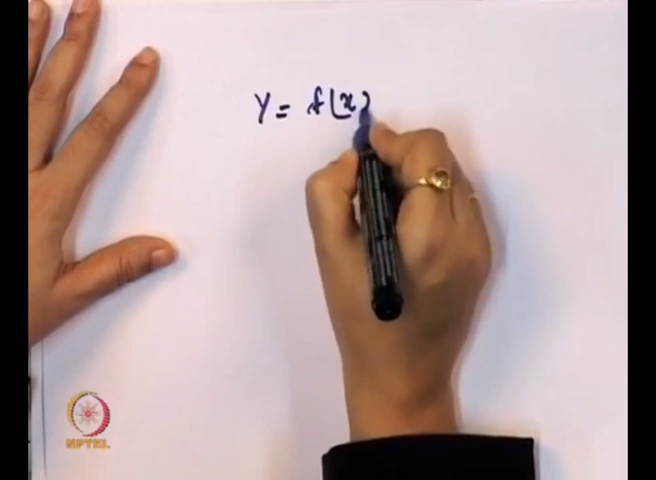 Y = f(x)
NPTEL